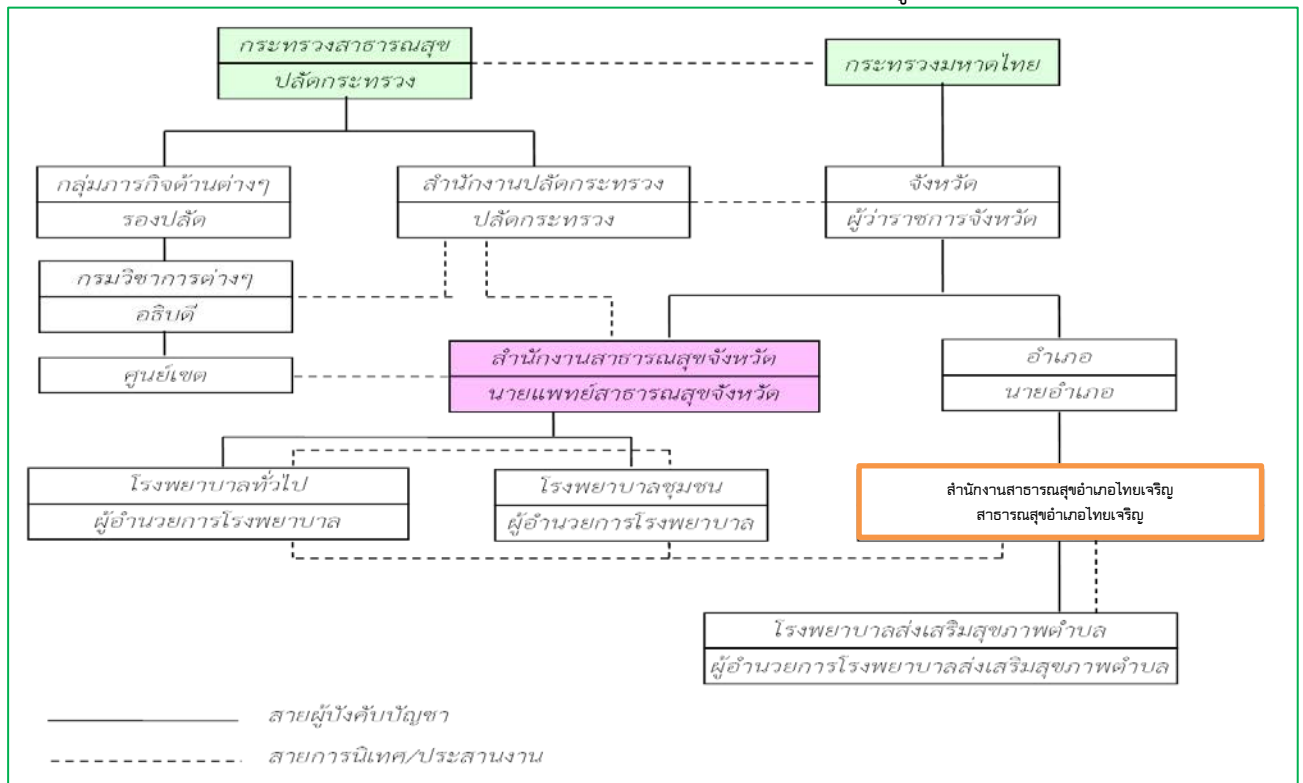 กระทรวงสาธารณสุข
ปลัดกระทรวง
กระทรวงมหาดไทย
กลุ่มภารกิจด้านต่างๆ
รองปลัด
สำนักงานปลัดกระทรวง
ปลัดกระทรวง
จังหวัด
ผู้ว่าราชการจังหวัด
กรมวิชาการต่างๆ
อธิบดี
ศูนย์เขต
สำนักงานสาธารณสุขจังหวัด
นายแพทย์สาธารณสุขจังหวัด
อำเภอ
นายอำเภอ
โรงพยาบาลทั่วไป
ผู้อำนวยการโรงพยาบาล
โรงพยาบาลชุมชน
ผู้อำนวยการโรงพยาบาล
สำนักงานสาธารณสุขอำเภอไทยเจริญ
สาธารณสุขอำเภอไทยเจริญ
โรงพยาบาลส่งเสริมสุขภาพตำบล
ผู้อำนวยการโรงพยาบาลส่งเสริมสุขภาพตำบล
สายผู้บังคับบัญชา
สายการนิเทศ/ประสานงาน